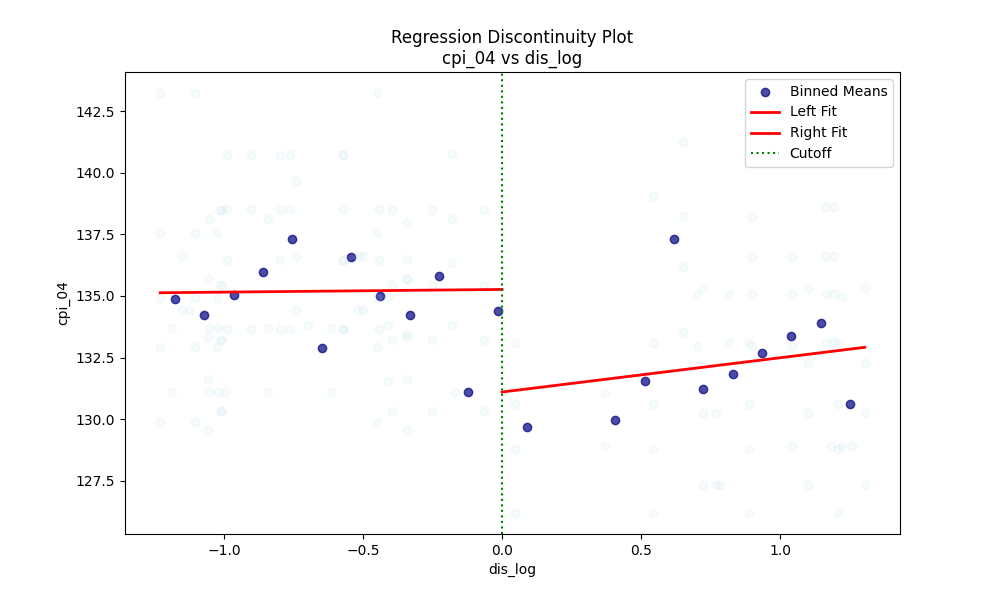 Regression Discontinuity Plot
cpi_04 vs dis_log
Binned Means
Left Fit
Right Fit
Cutoff
cpi_04
142.5
140.0
137.5
135.0
132.5
130.0
127.5
−1.0
−0.5
0.0
0.5
1.0
dis_log